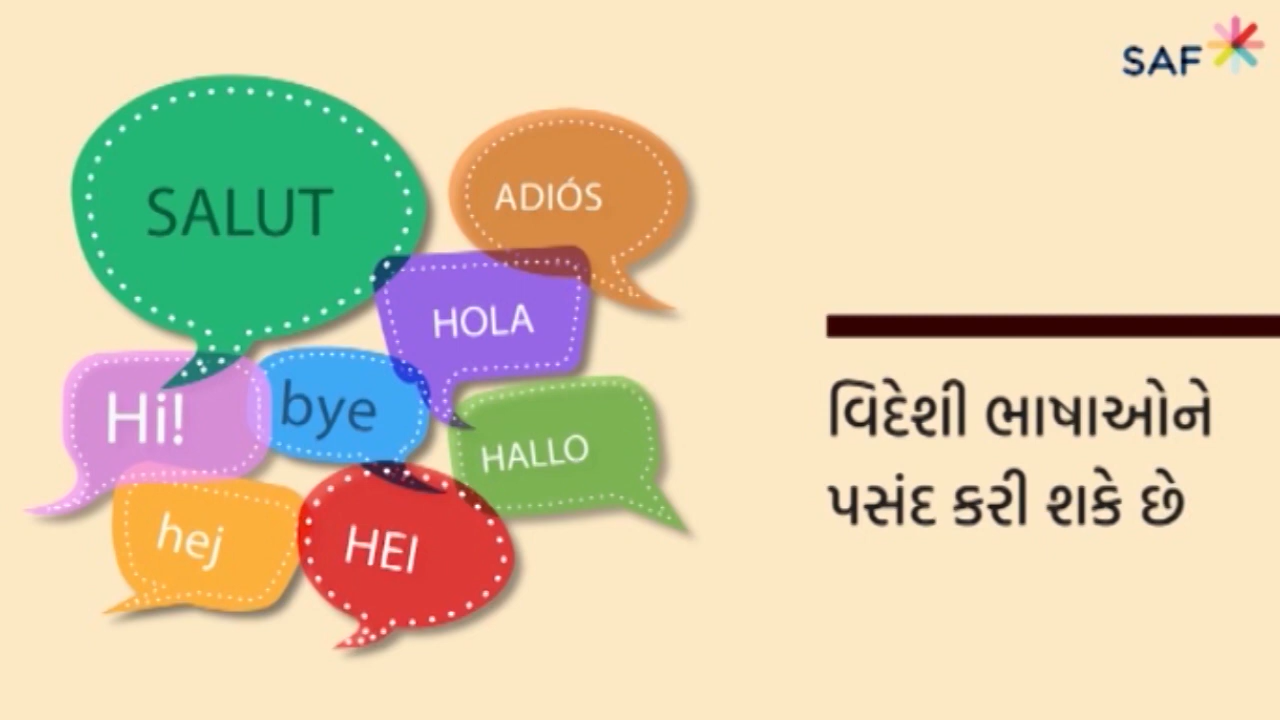 SAF
SALUT
ADIÓS
HOLA
Hi!
bye
HALLO
hej
HEI
વિદેશી ભાષાઓને
પસંદ કરી શકે છે